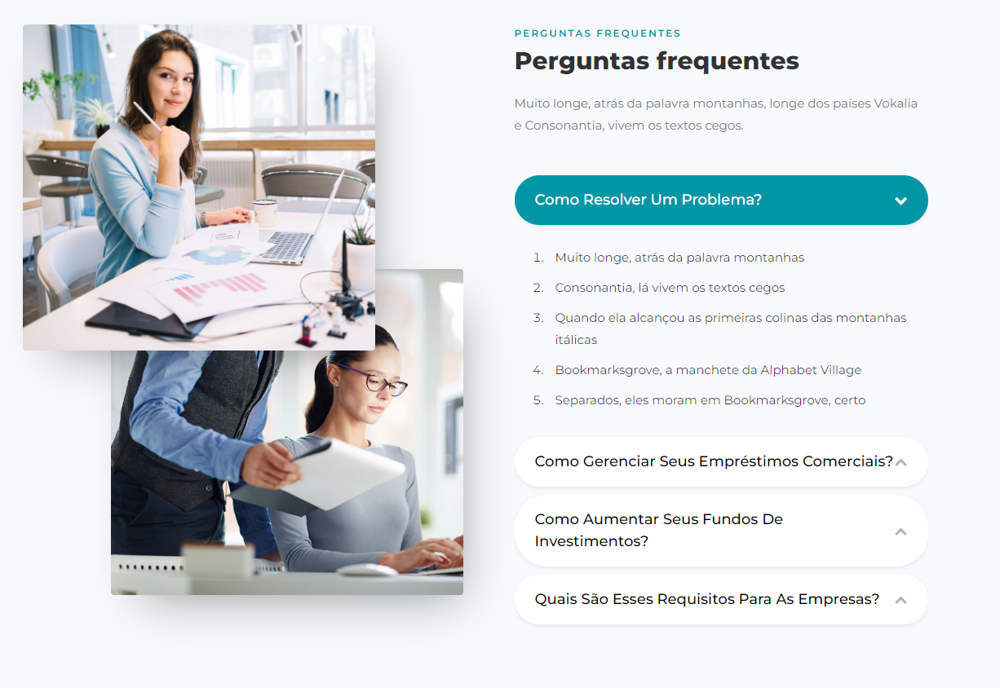 PERGUNTAS FREQUENTES
Perguntas frequentes
Muito longe, atrás da palavra montanhas, longe dos países Vokalia
e Consonantia, vivem os textos cegos.
Como Resolver Um Problema?
1. Muito longe, atrás da palavra montanhas
2. Consonantia, lá vivem os textos cegos
3. Quando ela alcançou as primeiras colinas das montanhas
itálicas
4. Bookmarksgrove, a manchete da Alphabet Village
5. Separados, eles moram em Bookmarksgrove, certo
Como Gerenciar Seus Empréstimos Comerciais?
Como Aumentar Seus Fundos De
Investimentos?
Quais São Esses Requisitos Para As Empresas?